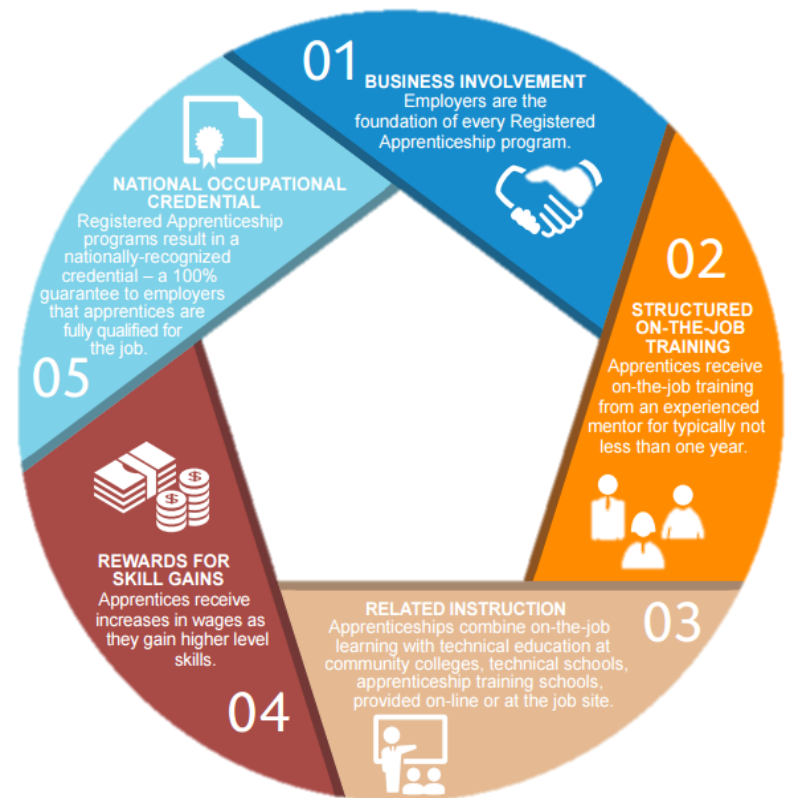 01
BUSINESS INVOLVEMENT
Employers are the
foundation of every Registered
Apprenticeship program.
02
STRUCTURED
ON-THE-JOB
TRAINING
Apprentices receive
on-the-job training
from an experienced
mentor for typically not
less than one year.
RELATED INSTRUCTION
03
Apprenticeships combine on-the-job
learning with technical education at
community colleges, technical schools,
apprenticeship training schools,
provided on-line or at the job site.
$
$
REWARDS FOR
SKILL GAINS
Apprentices receive
increases in wages as
they gain higher level
skills.
04
NATIONAL OCCUPATIONAL
CREDENTIAL
Registered Apprenticeship
programs result in a
nationally-recognized
credential – a 100%
guarantee to employers
that apprentices are
fully qualified for
the job.
05